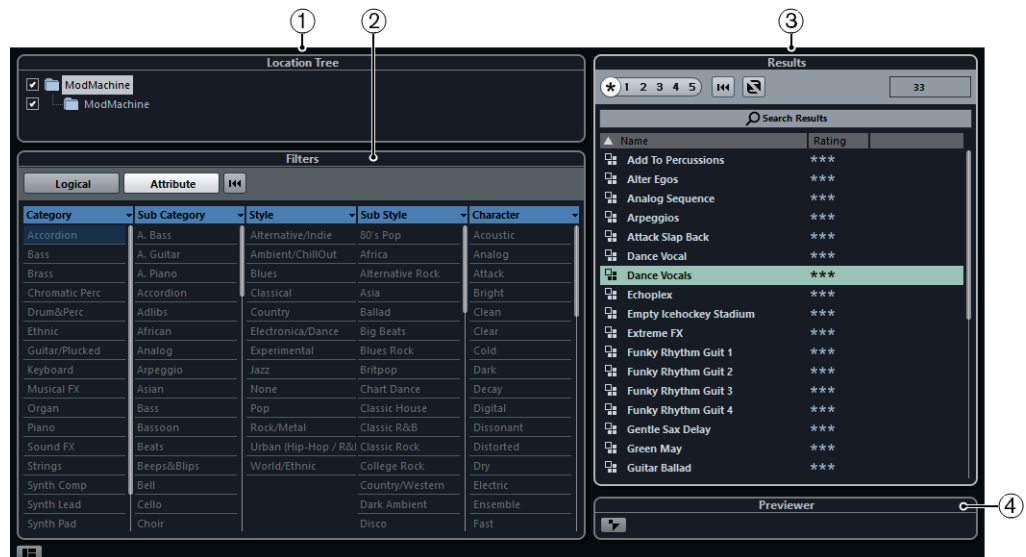 ① ② ③
Location Tree
ModMachine
ModMachine
Filters
Logical Attribute
Category Sub Category Style Sub Style Character
Accordion A. Bass Alternative/Indie 80's Pop Acoustic
Bass A. Guitar Ambient/ChillOut Africa Analog
Brass A. Piano Blues Alternative Rock Attack
Chromatic Perc Accordion Classical Asia Bright
Drum&Perc Adlibs Country Ballad Clean
Ethnic African Electronica/Dance Big Beats Clear
Guitar/Plucked Analog Experimental Blues Rock Cold
Keyboard Arpeggio Jazz Britpop Dark
Musical FX Asian None Chart Dance Decay
Organ Bass Pop Classic House Digital
Piano Bassoon Rock/Metal Classic R&B Dissonant
Sound FX Beats Urban (Hip-Hop / R&I Classic Rock Distorted
Strings Beeps&Blips World/Ethnic College Rock Dry
Synth Comp Bell Country/Western Electric
Synth Lead Cello Dark Ambient Ensemble
Synth Pad Choir Disco Fast
Results
* 1 2 3 4 5 33
Search Results
Name Rating
Add To Percussions ***
Alter Egos ***
Analog Sequence ***
Arpeggios ***
Attack Slap Back ***
Dance Vocal ***
Dance Vocals ***
Echoplex ***
Empty Icehockey Stadium ***
Extreme FX ***
Funky Rhythm Guit 1 ***
Funky Rhythm Guit 2 ***
Funky Rhythm Guit 3 ***
Funky Rhythm Guit 4 ***
Gentle Sax Delay ***
Green May ***
Guitar Ballad ***
Previewer ④